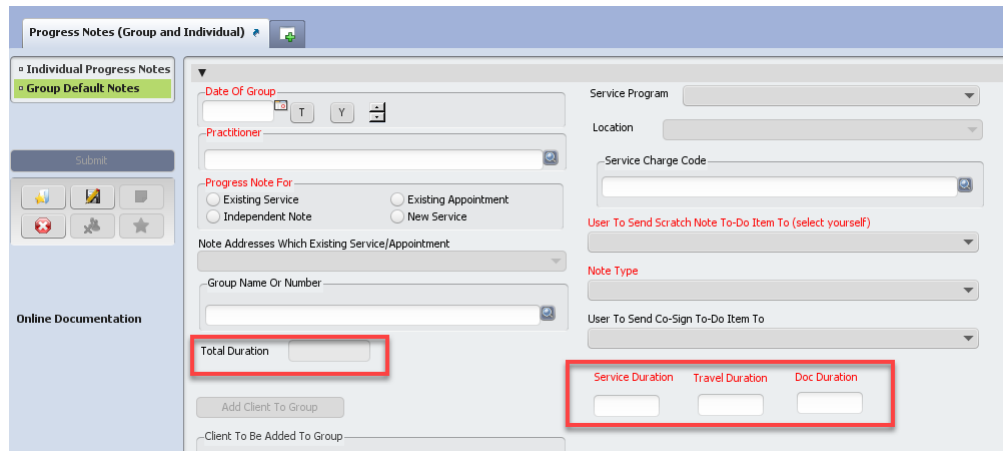 Progress Notes (Group and Individual)
Individual Progress Notes
Group Default Notes
Submit
Online Documentation
Date Of Group
T
Y
Practitioner
Progress Note For
Existing Service
Existing Appointment
Independent Note
New Service
Note Addresses Which Existing Service/Appointment
Group Name Or Number
Total Duration
Add Client To Group
Client To Be Added To Group
Service Program
Location
Service Charge Code
User To Send Scratch Note To-Do Item To (select yourself)
Note Type
User To Send Co-Sign To-Do Item To
Service Duration
Travel Duration
Doc Duration